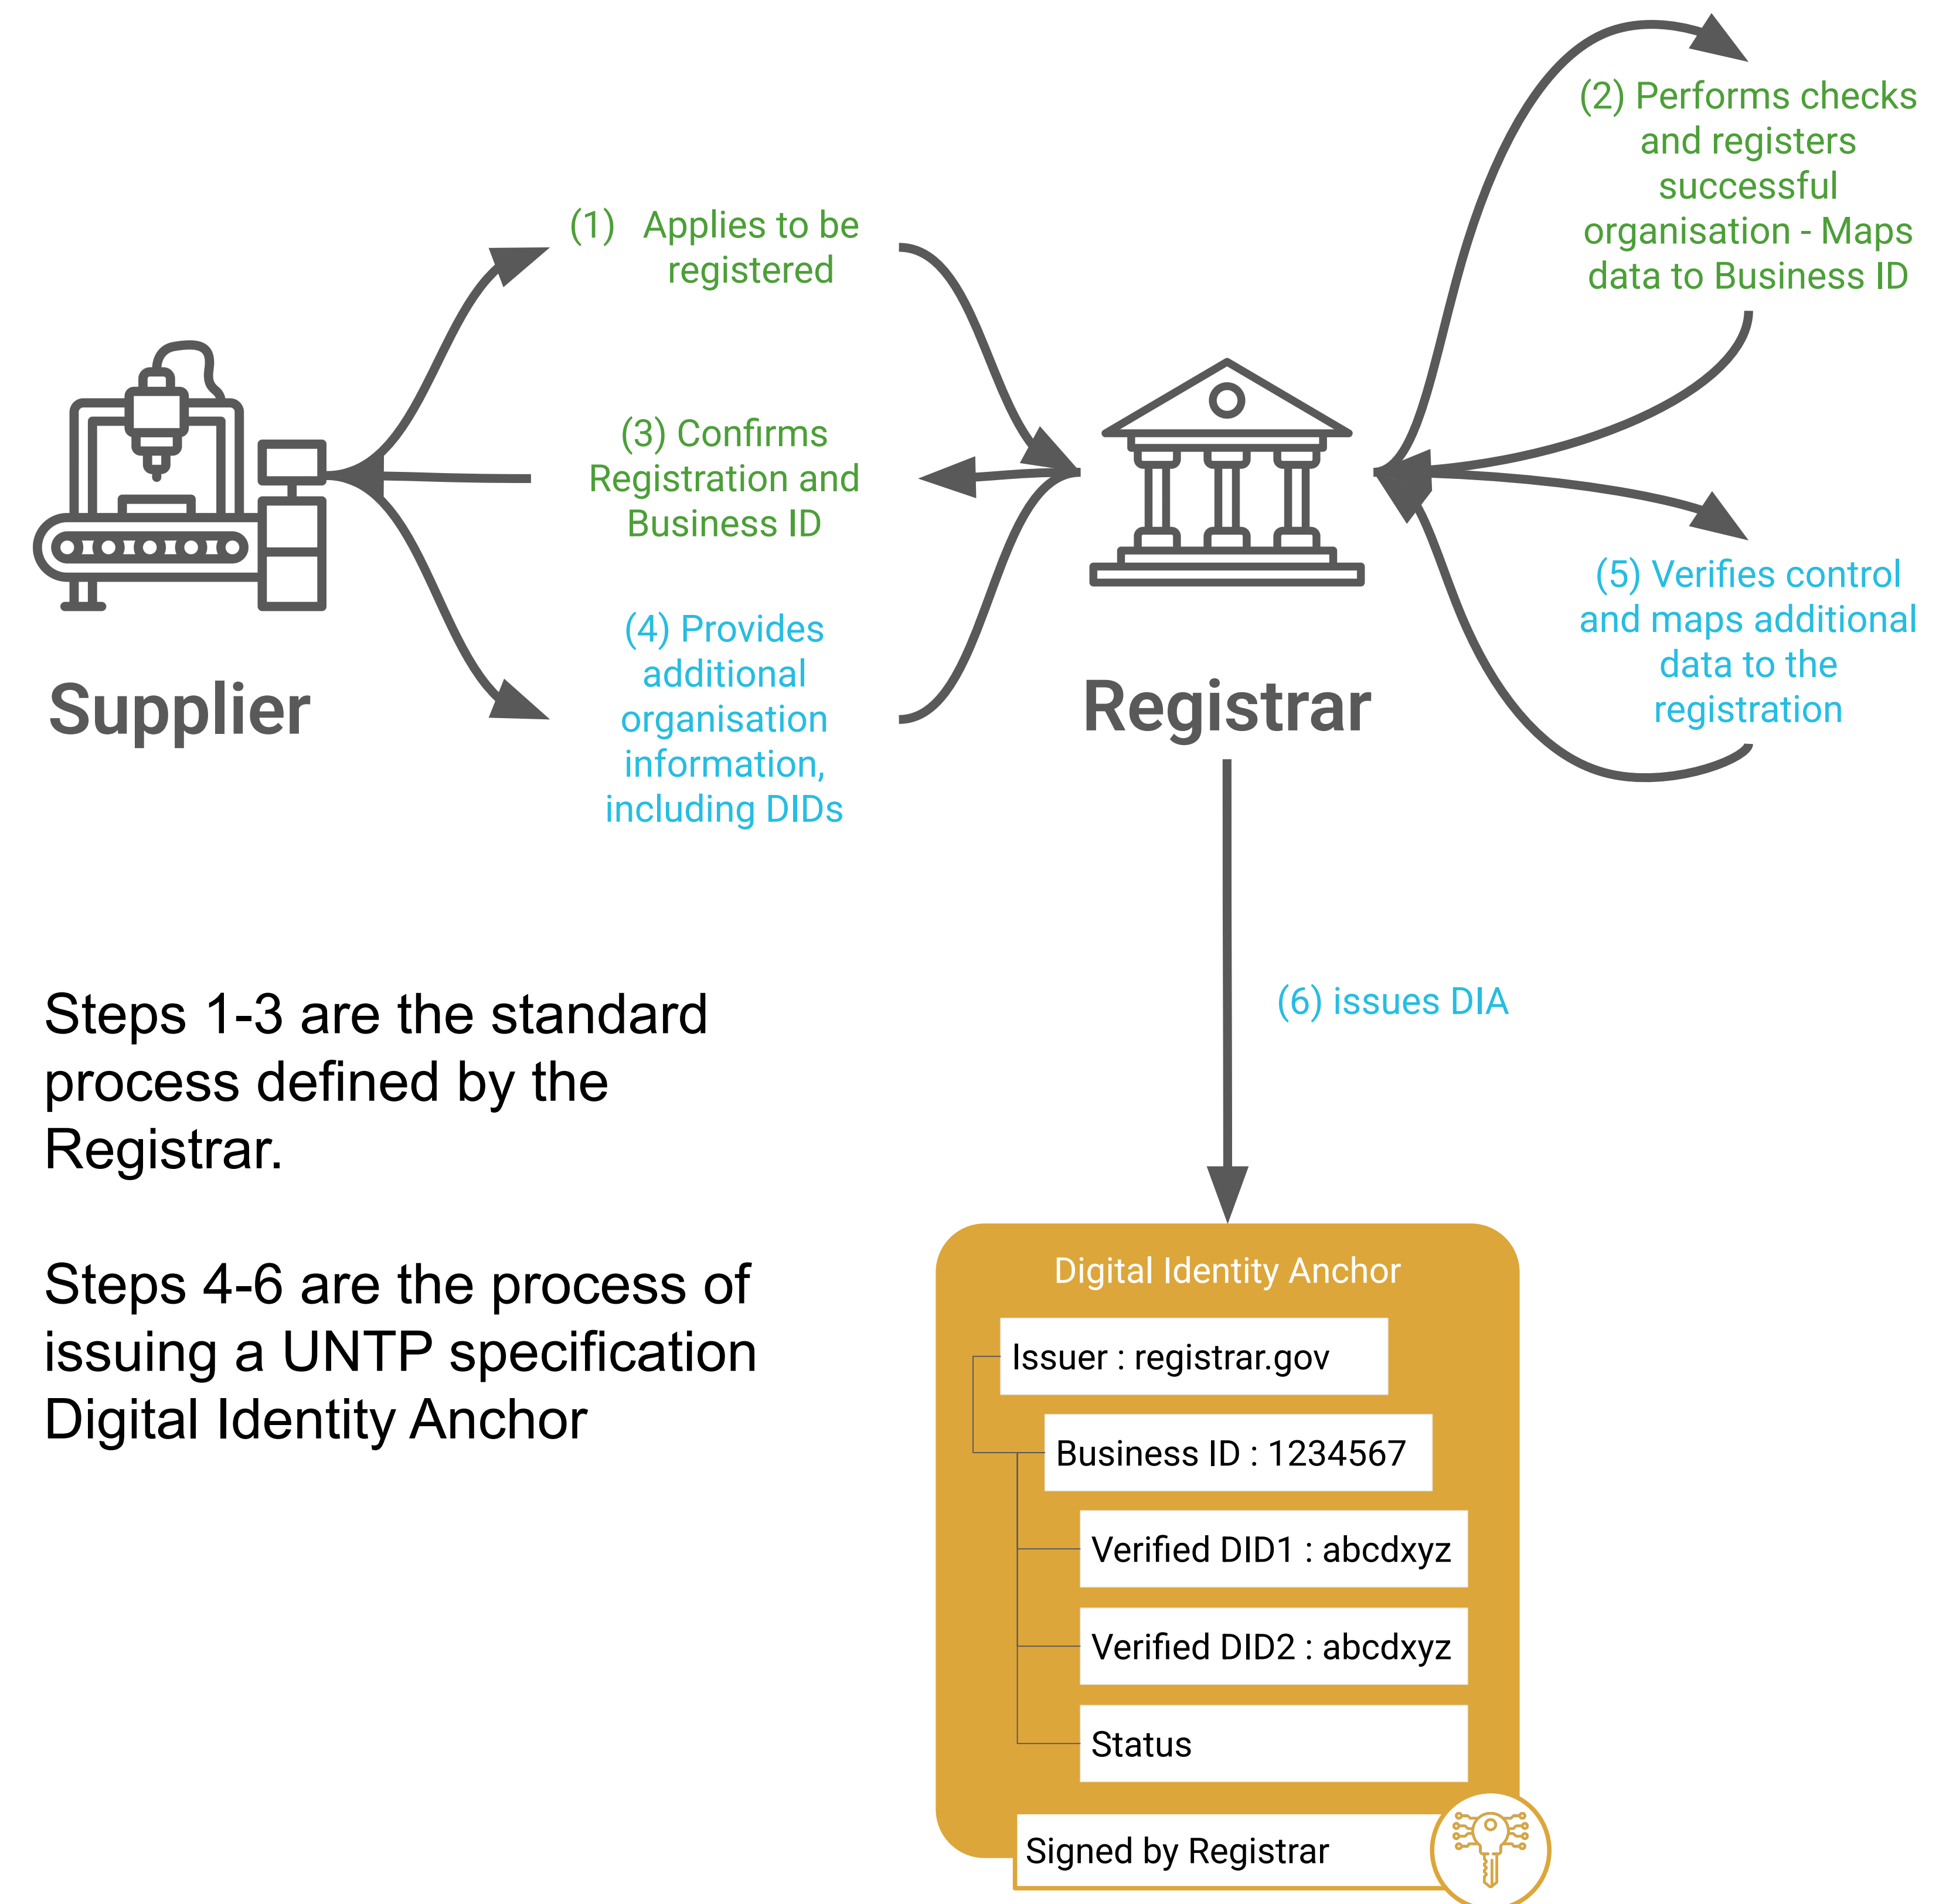 (1) Applies to be
registered
(2) Performs checks
and registers
successful
organisation - Maps
data to Business ID
(3) Confirms
Registration and
Business ID
(4) Provides
additional
organisation
information,
including DIDs
(5) Verifies control
and maps additional
data to the
registration
Supplier
Registrar
(6) issues DIA
Steps 1-3 are the standard
process defined by the
Registrar.
Steps 4-6 are the process of
issuing a UNTP specification
Digital Identity Anchor
Digital Identity Anchor
Issuer : registrar.gov
Business ID : 1234567
Verified DID1 : abcdxyz
Verified DID2 : abcdxyz
Status
Signed by Registrar